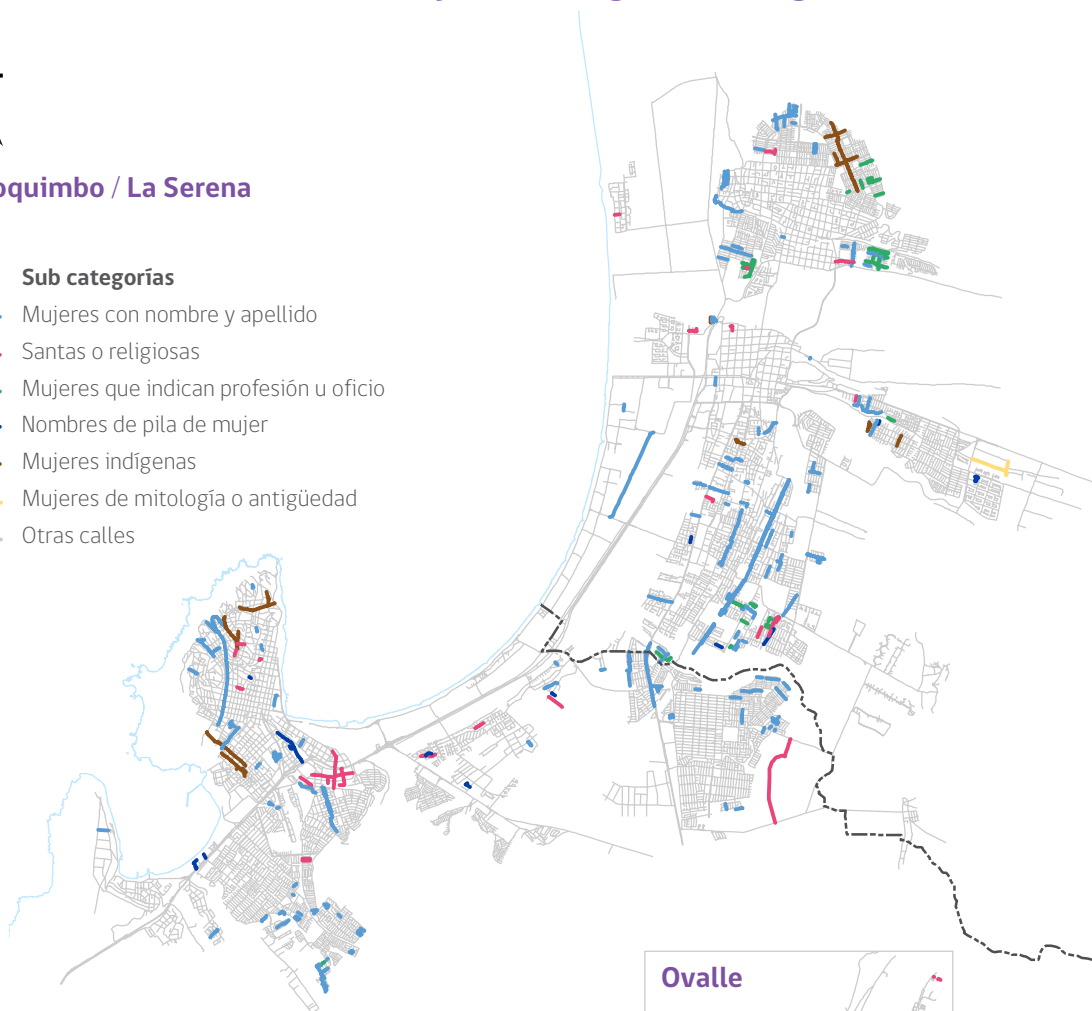 oquimbo / La Serena
Sub categorías
Mujeres con nombre y apellido
Santas o religiosas
Mujeres que indican profesión u oficio
Nombres de pila de mujer
Mujeres indígenas
Mujeres de mitología o antigüedad
Otras calles
Ovalle